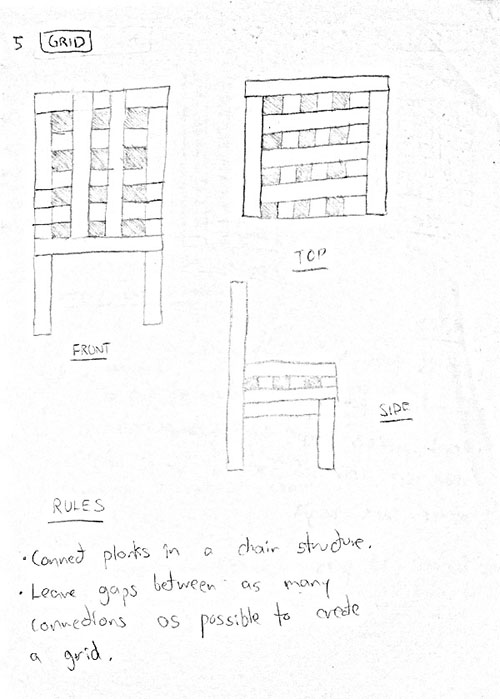 5 GRID
TOP
FRONT
SIDE
RULES
• Connect planks in a chair structure.
• Leave gaps between as many
connections as possible to create
a grid.